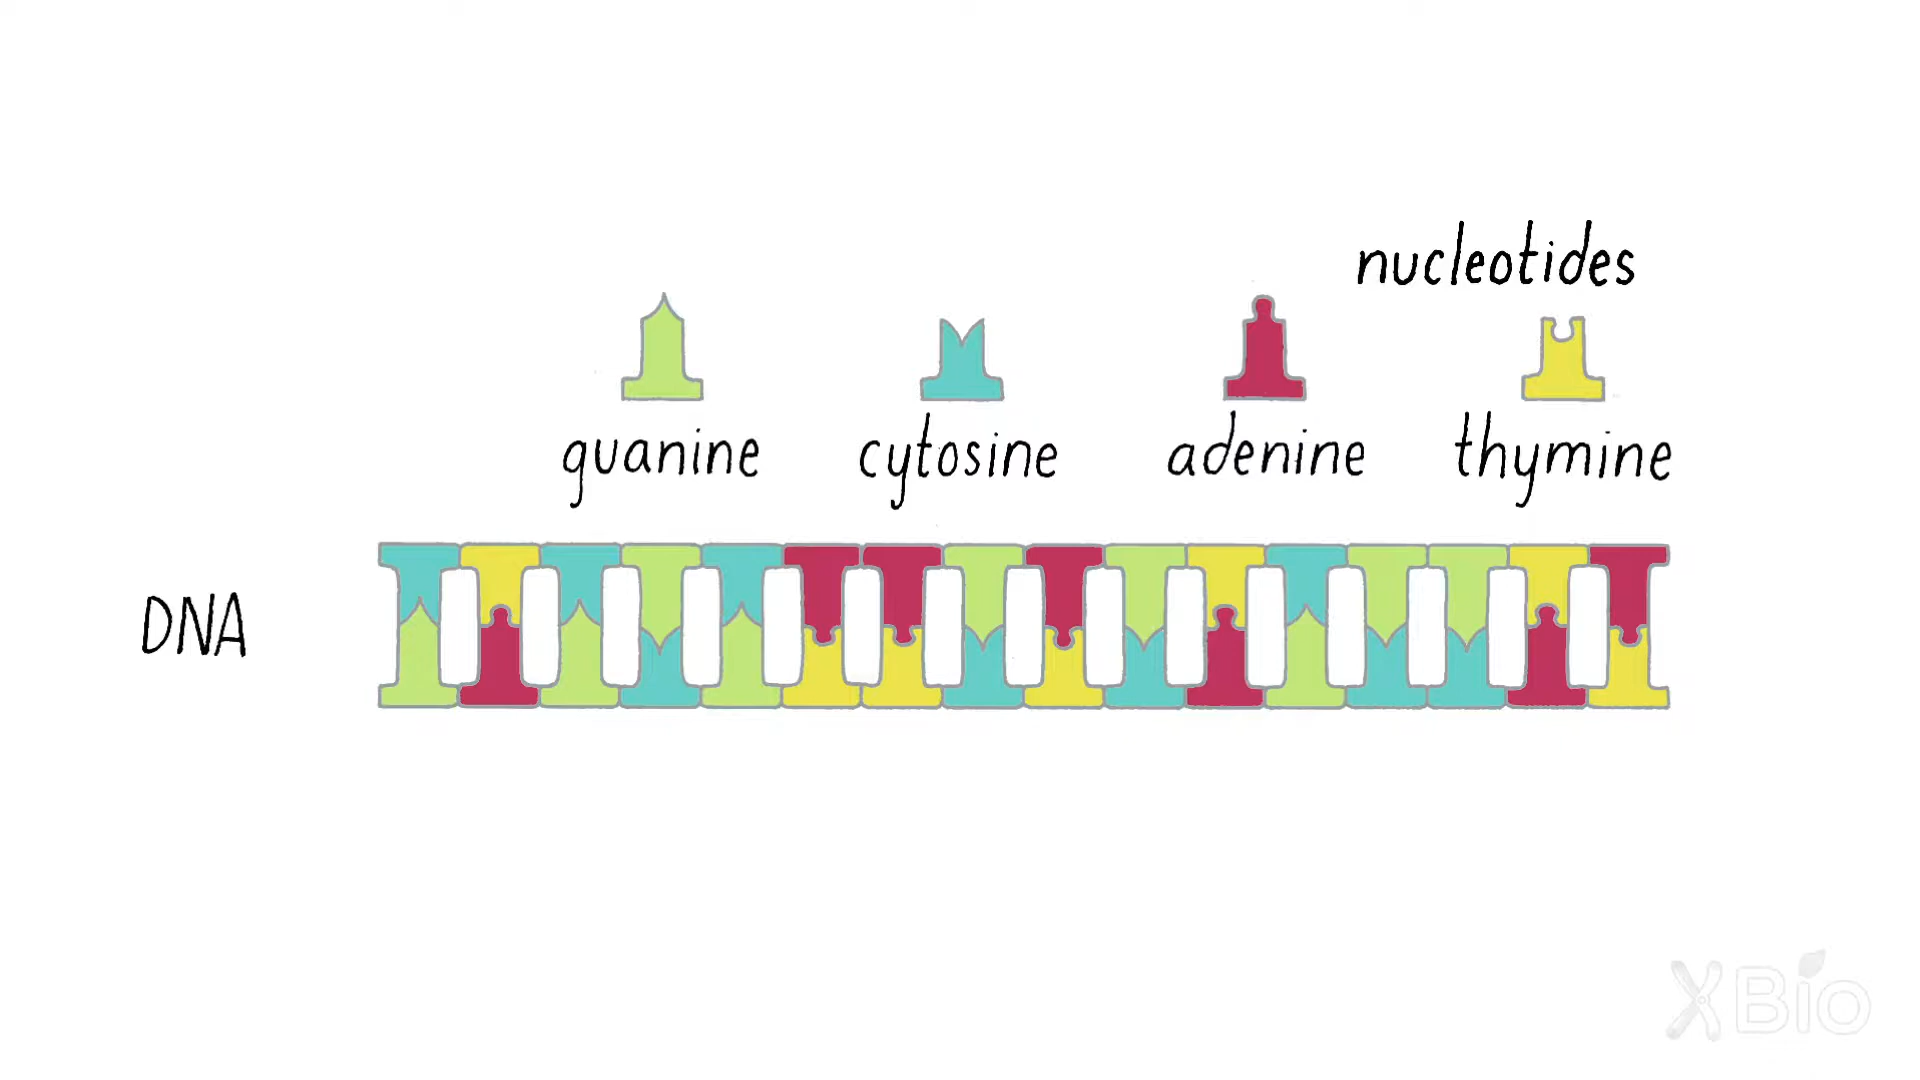 nucleotides
guanine
cytosine
adenine
thymine
DNA
XBio